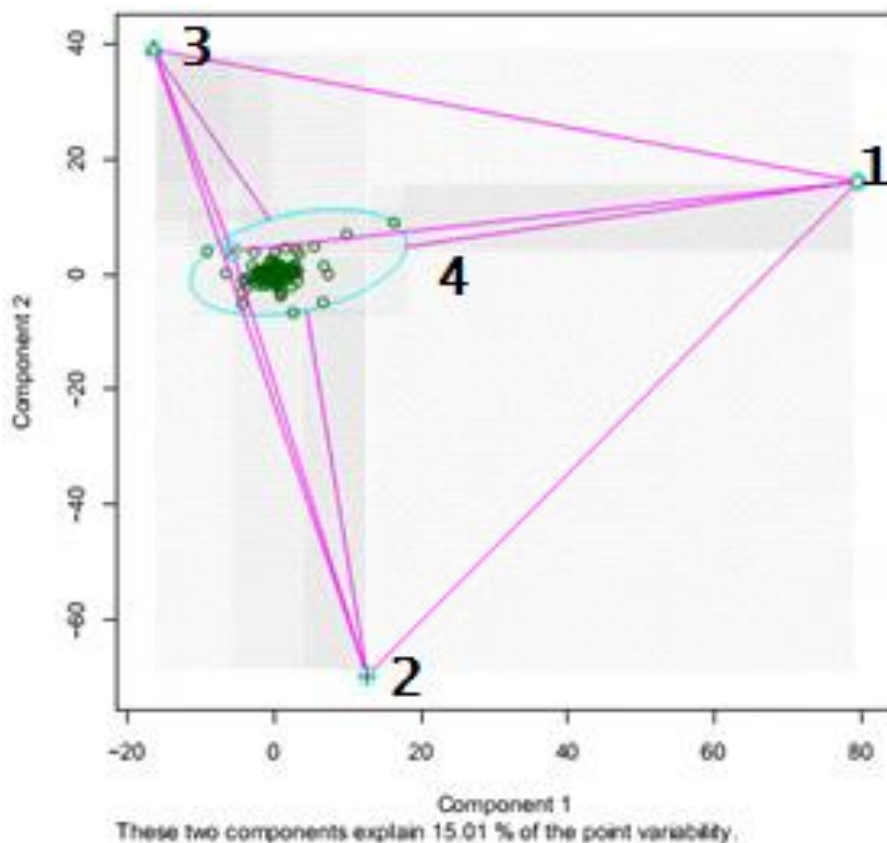 40
3
20
1
0
4
-20
-40
-60
2
Component 2
-20 0 20 40 60 80
Component 1
These two components explain 15.01 % of the point variability.